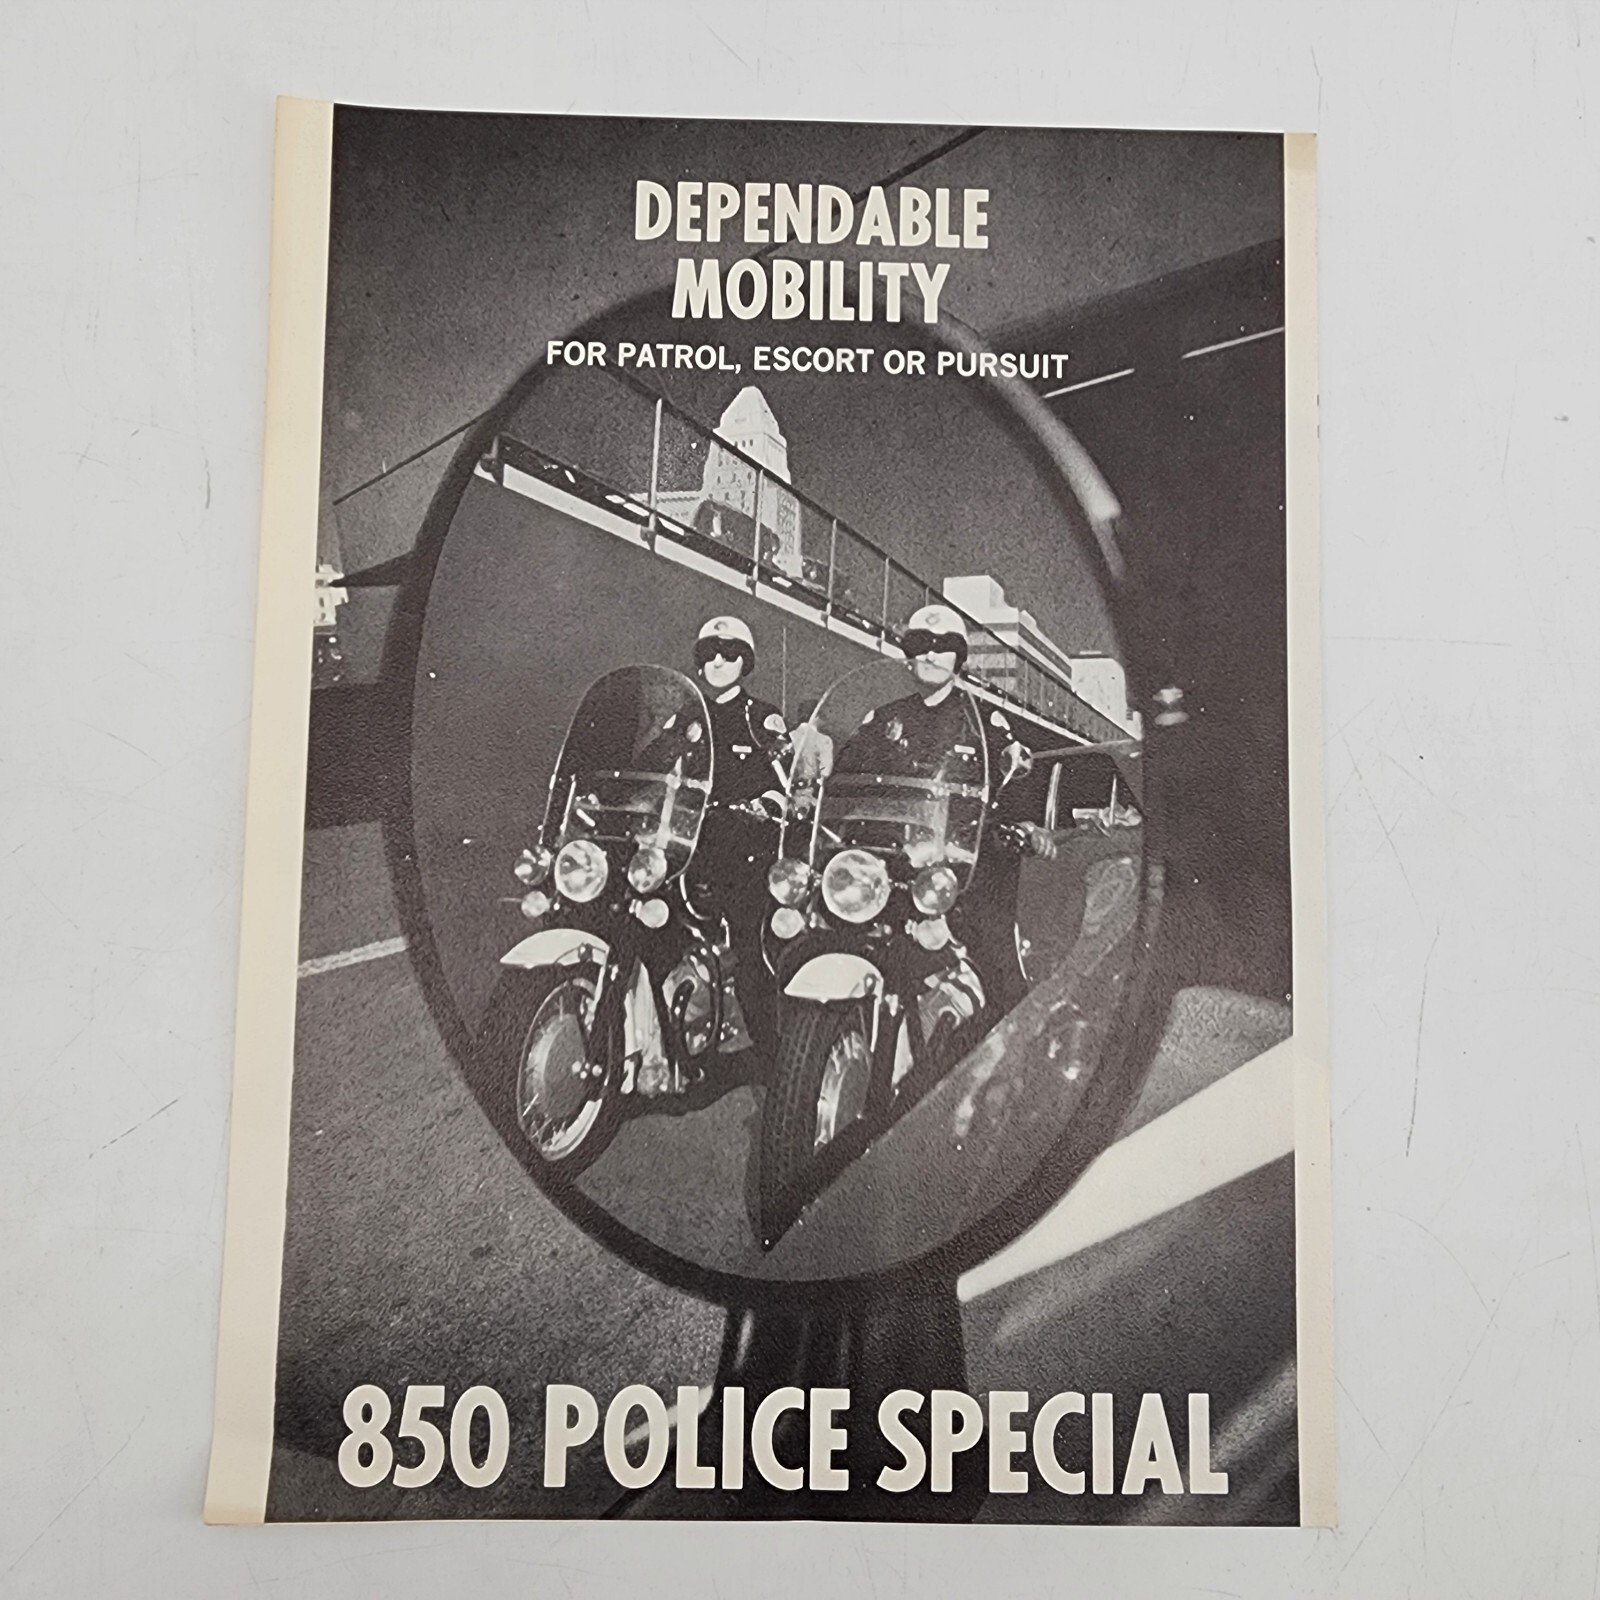 DEPENDABLE
MOBILITY
FOR PATROL, ESCORT OR PURSUIT
850 POLICE SPECIAL